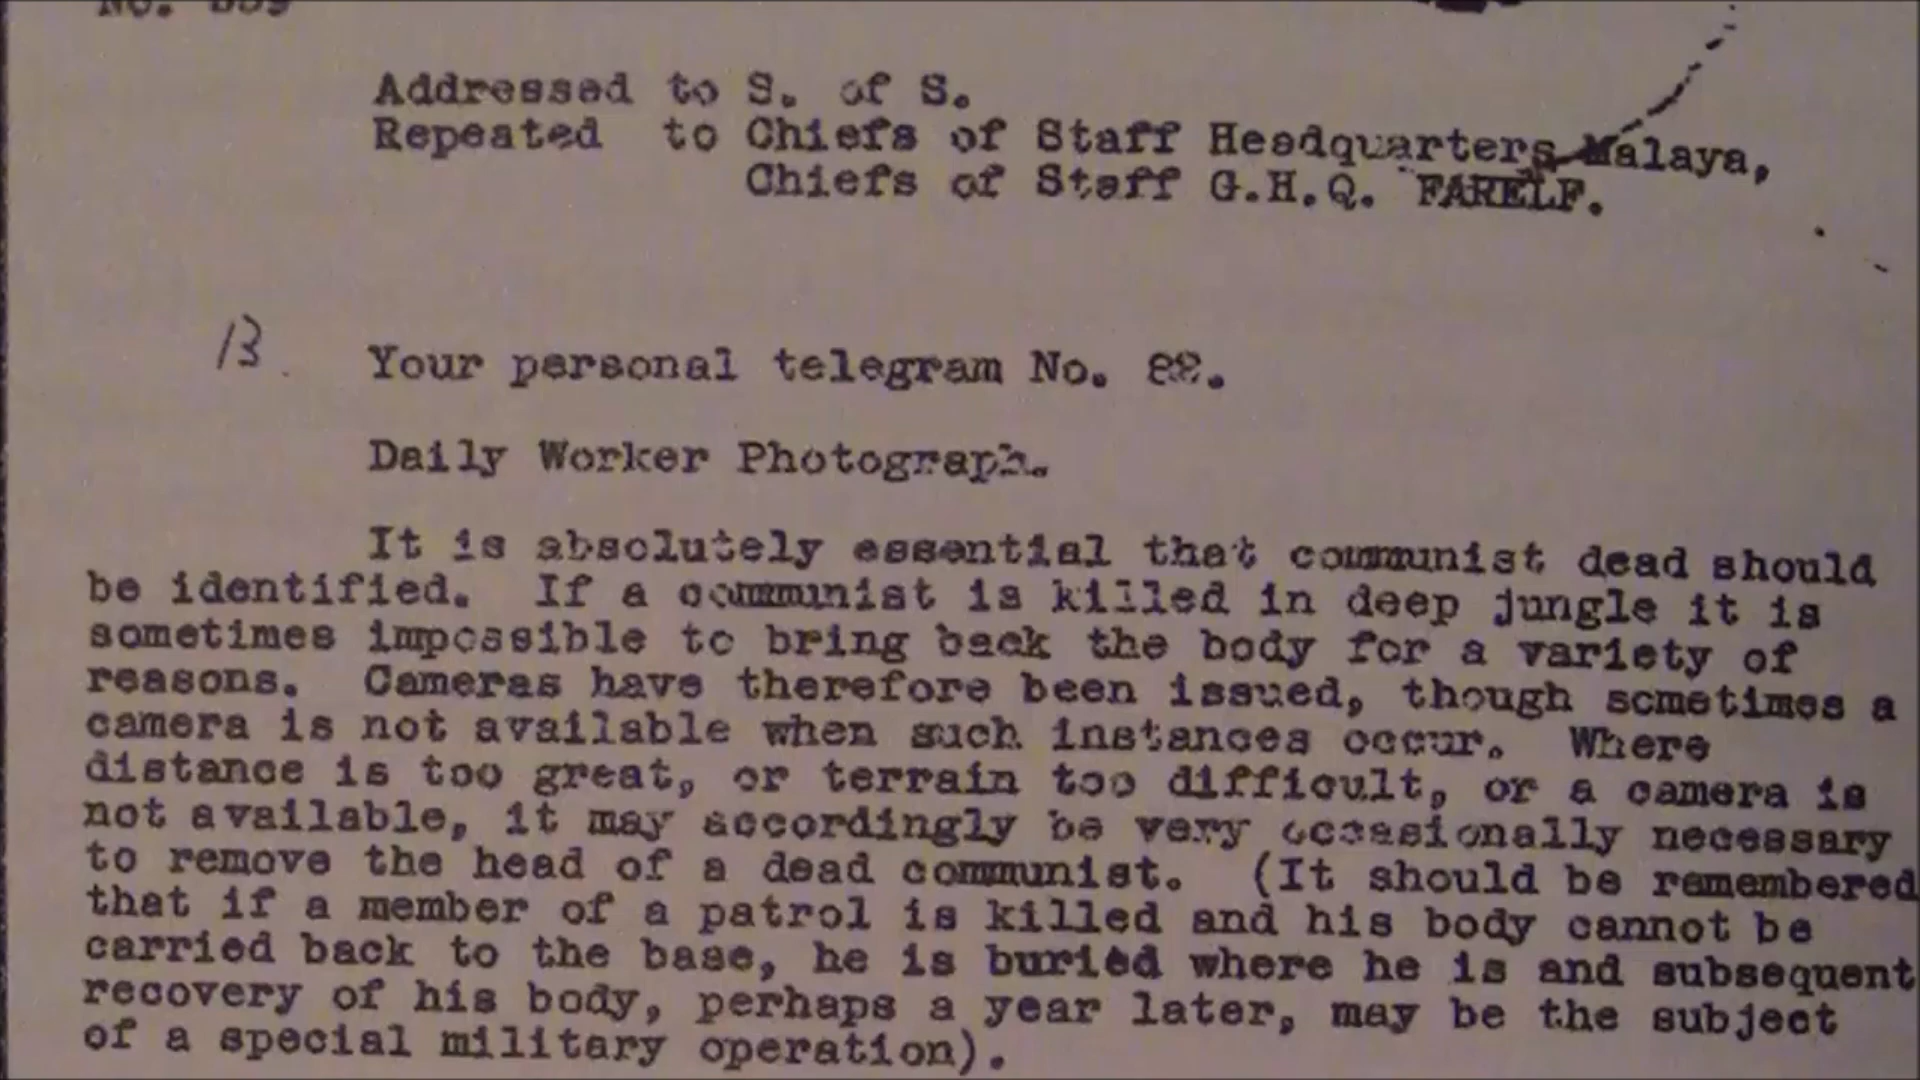 Addressed to S. of S.
Repeated to Chiefs of Staff Headquarters Malaya,
Chiefs of Staff G.H.Q. FARELF.
13
Your personal telegram No. 88.
Daily Worker Photograph.
It is absolutely essential that communist dead should
be identified. If a communist is killed in deep jungle it is
sometimes impossible to bring back the body for a variety of
reasons. Cameras have therefore been issued, though sometimes a
camera is not available when such instances occur. Where
distance is too great, or terrain too difficult, or a camera is
not available, it may accordingly be very occasionally necessary
to remove the head of a dead communist. (It should be remembered
that if a member of a patrol is killed and his body cannot be
carried back to the base, he is buried where he is and subsequent
recovery of his body, perhaps a year later, may be the subject
of a special military operation).